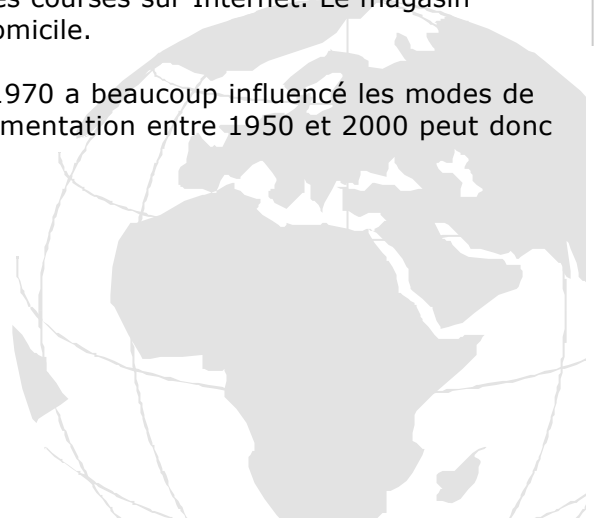 es courses sur Internet. Le magasin
omicile.
1970 a beaucoup influencé les modes de
mentation entre 1950 et 2000 peut donc